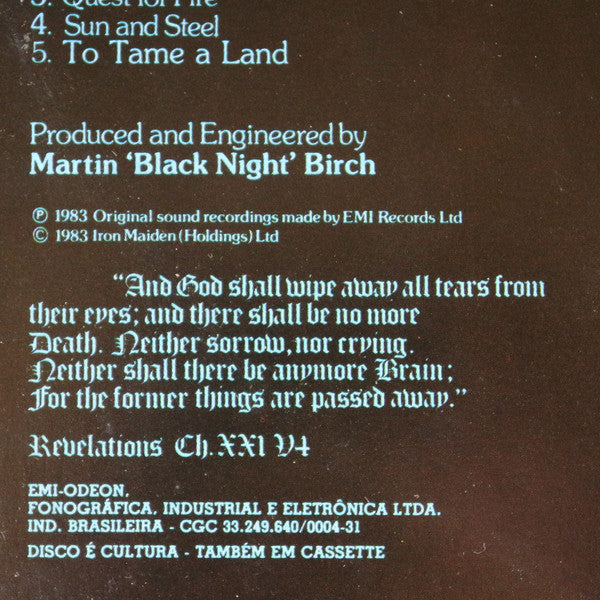 3. Quest for Fire
4. Sun and Steel
5. To Tame a Land
Produced and Engineered by
Martin ‘Black Night’ Birch
Ⓟ 1983 Original sound recordings made by EMI Records Ltd
© 1983 Iron Maiden (Holdings) Ltd
“And God shall wipe away all tears from
their eyes; and there shall be no more
Death. Neither sorrow, nor crying.
Neither shall there be anymore Brain;
For the former things are passed away.”
Revelations Ch. XXI V4
EMI-ODEON,
FONOGRÁFICA, INDUSTRIAL E ELETRÔNICA LTDA.
IND. BRASILEIRA - CGC 33.249.640/0004-31
DISCO É CULTURA - TAMBÉM EM CASSETTE